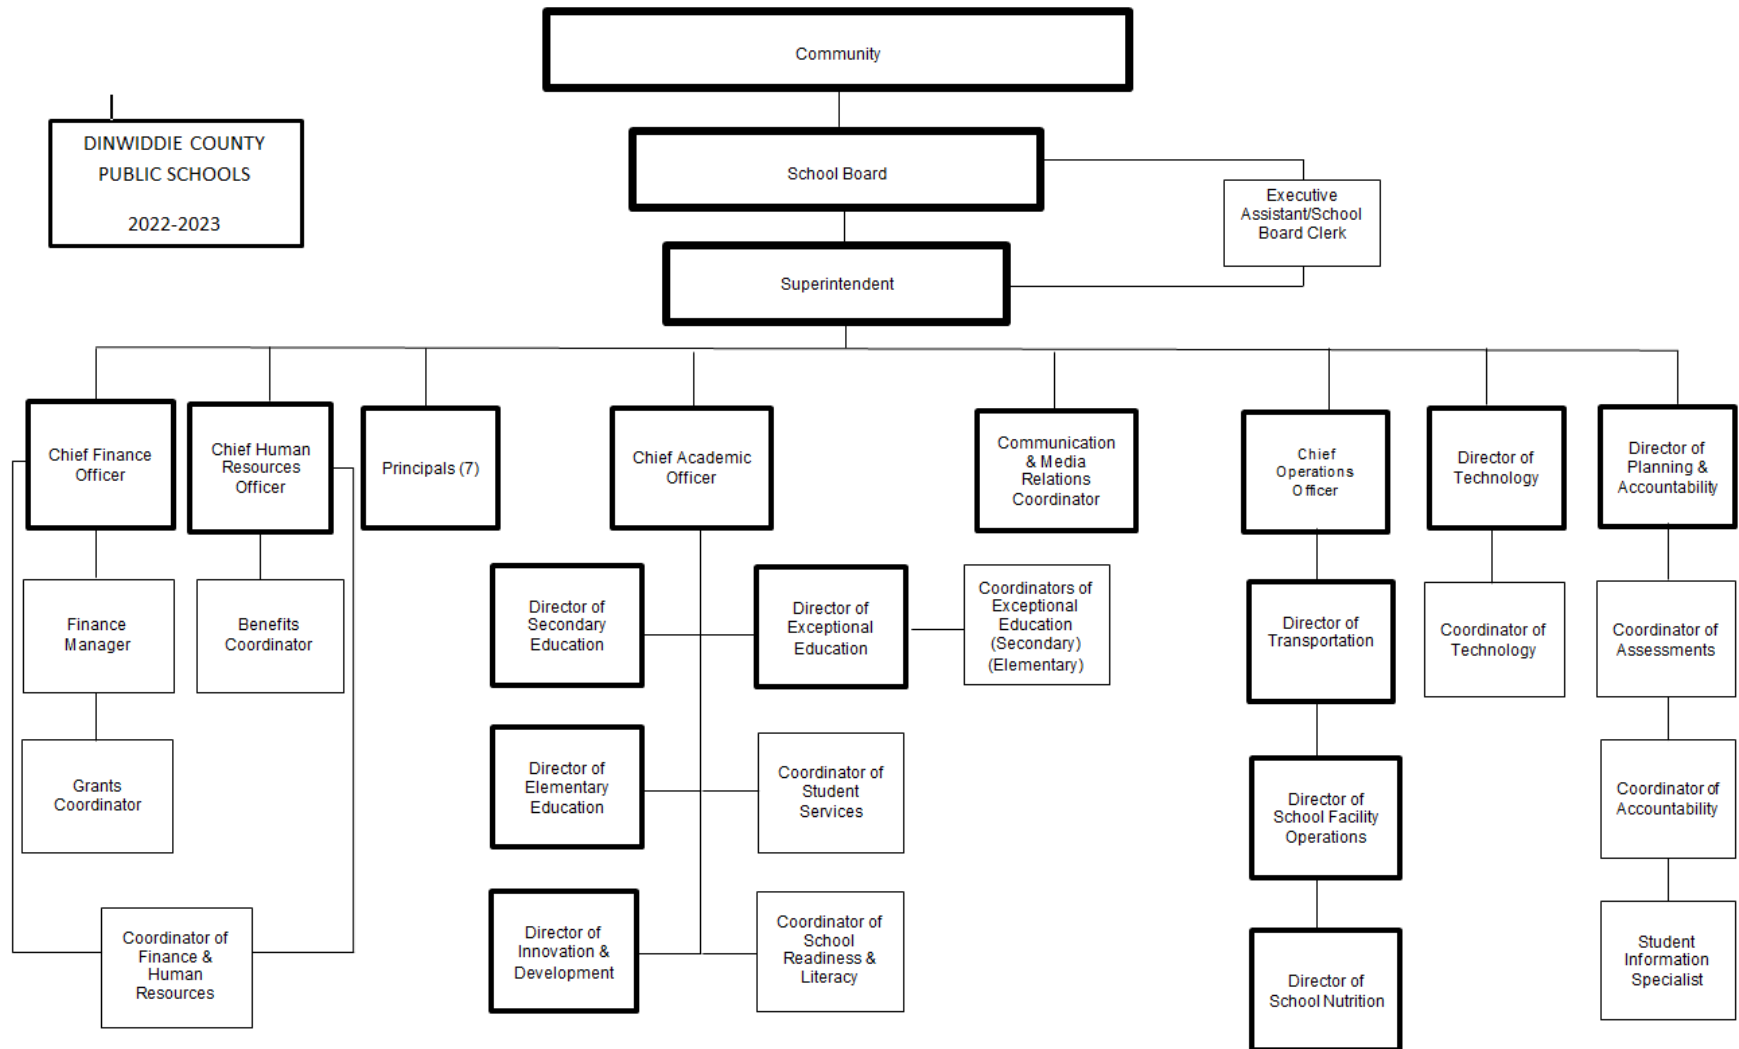 Community
DINWIDDIE COUNTY
PUBLIC SCHOOLS
2022-2023
School Board
Executive
Assistant/School
Board Clerk
Superintendent
Chief Finance
Officer
Chief Human
Resources
Officer
Principals (7)
Chief Academic
Officer
Communication
& Media
Relations
Coordinator
Chief
Operations
Officer
Director of
Technology
Director of
Planning &
Accountability
Finance
Manager
Benefits
Coordinator
Director of
Secondary
Education
Director of
Exceptional
Education
Coordinators of
Exceptional
Education
(Secondary)
(Elementary)
Director of
Transportation
Coordinator of
Technology
Coordinator of
Assessments
Grants
Coordinator
Director of
Elementary
Education
Coordinator of
Student
Services
Director of
School Facility
Operations
Coordinator of
Accountability
Coordinator of
Finance &
Human
Resources
Director of
Innovation &
Development
Coordinator of
School
Readiness &
Literacy
Director of
School Nutrition
Student
Information
Specialist